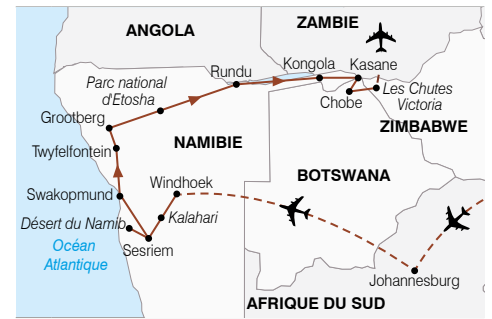 ZAMBIE
ANGOLA
Kongola
Kasane
Rundu
Parc national
d'Etosha
Chobe
Les Chutes
Victoria
Grootberg
ZIMBABWE
NAMIBIE
Twyfelfontein
BOTSWANA
Windhoek
Swakopmund
Kalahari
Désert du Namib
Océan
Atlantique
Sesriem
Johannesburg
AFRIQUE DU SUD